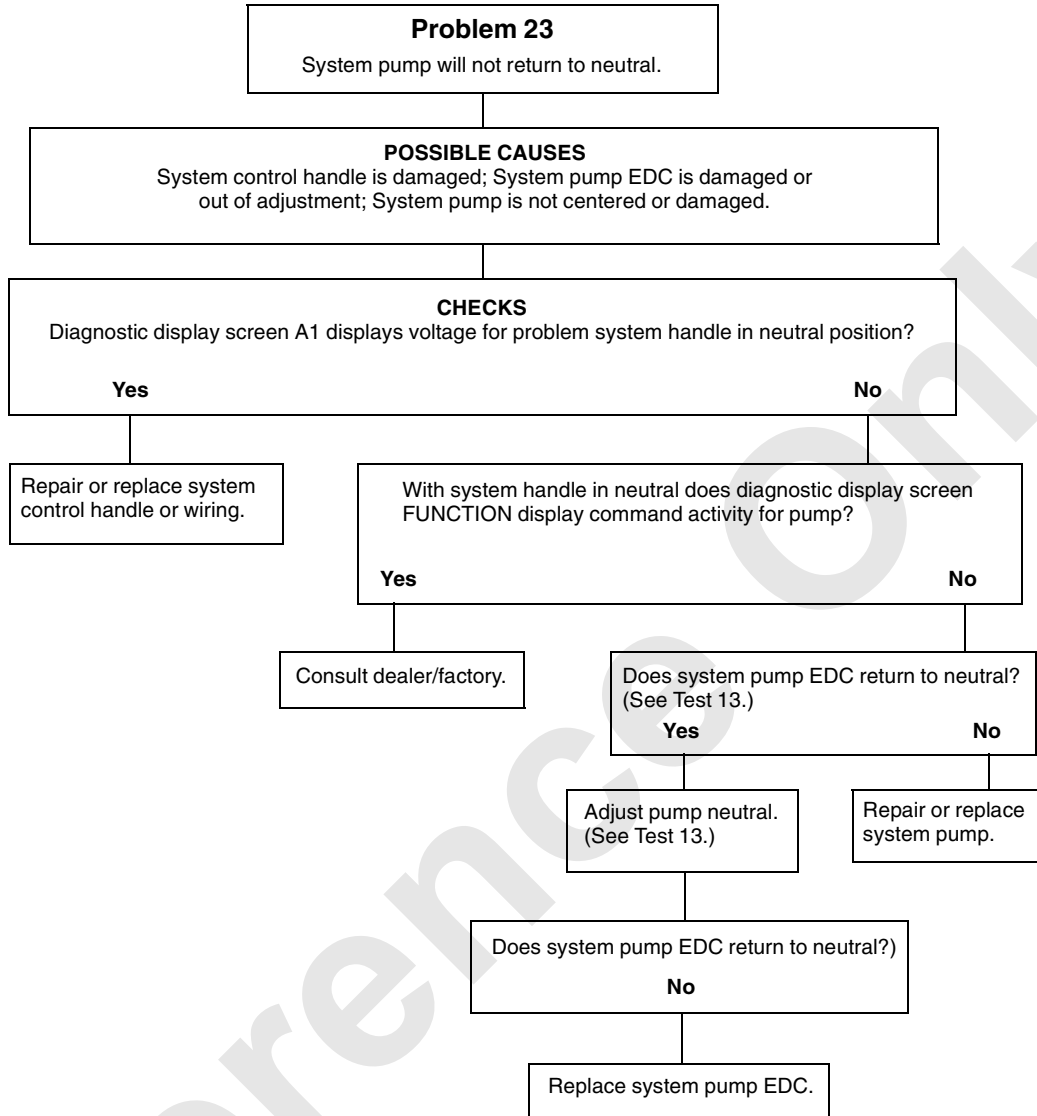 Problem 23
System pump will not return to neutral.
POSSIBLE CAUSES
System control handle is damaged; System pump EDC is damaged or
out of adjustment; System pump is not centered or damaged.
CHECKS
Diagnostic display screen A1 displays voltage for problem system handle in neutral position?
Yes
No
Repair or replace system
control handle or wiring.
With system handle in neutral does diagnostic display screen
FUNCTION display command activity for pump?
Yes
No
Consult dealer/factory.
Does system pump EDC return to neutral?
(See Test 13.)
Yes
No
Adjust pump neutral.
(See Test 13.)
Repair or replace
system pump.
Does system pump EDC return to neutral?)
No
Replace system pump EDC.
erence Only